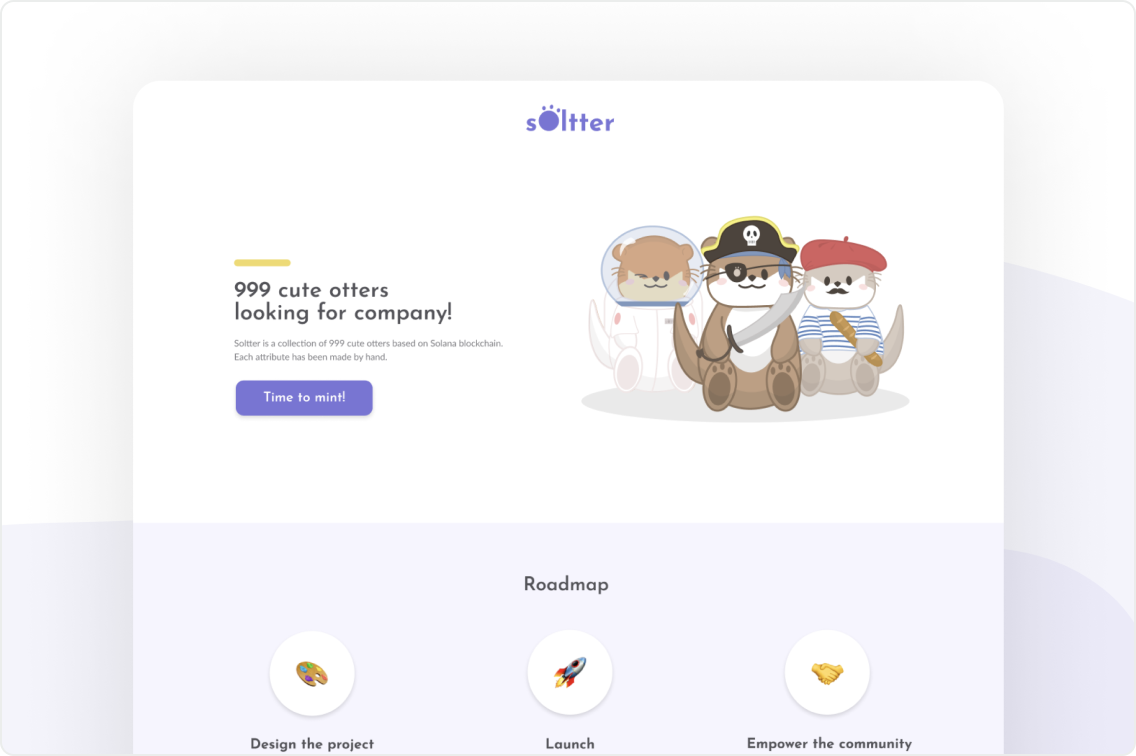 soltter
999 cute otters
looking for company!
Soltter is a collection of 999 cute otters based on Solana blockchain.
Each attribute has been made by hand.
Time to mint!
Roadmap
Design the project
Launch
Empower the community